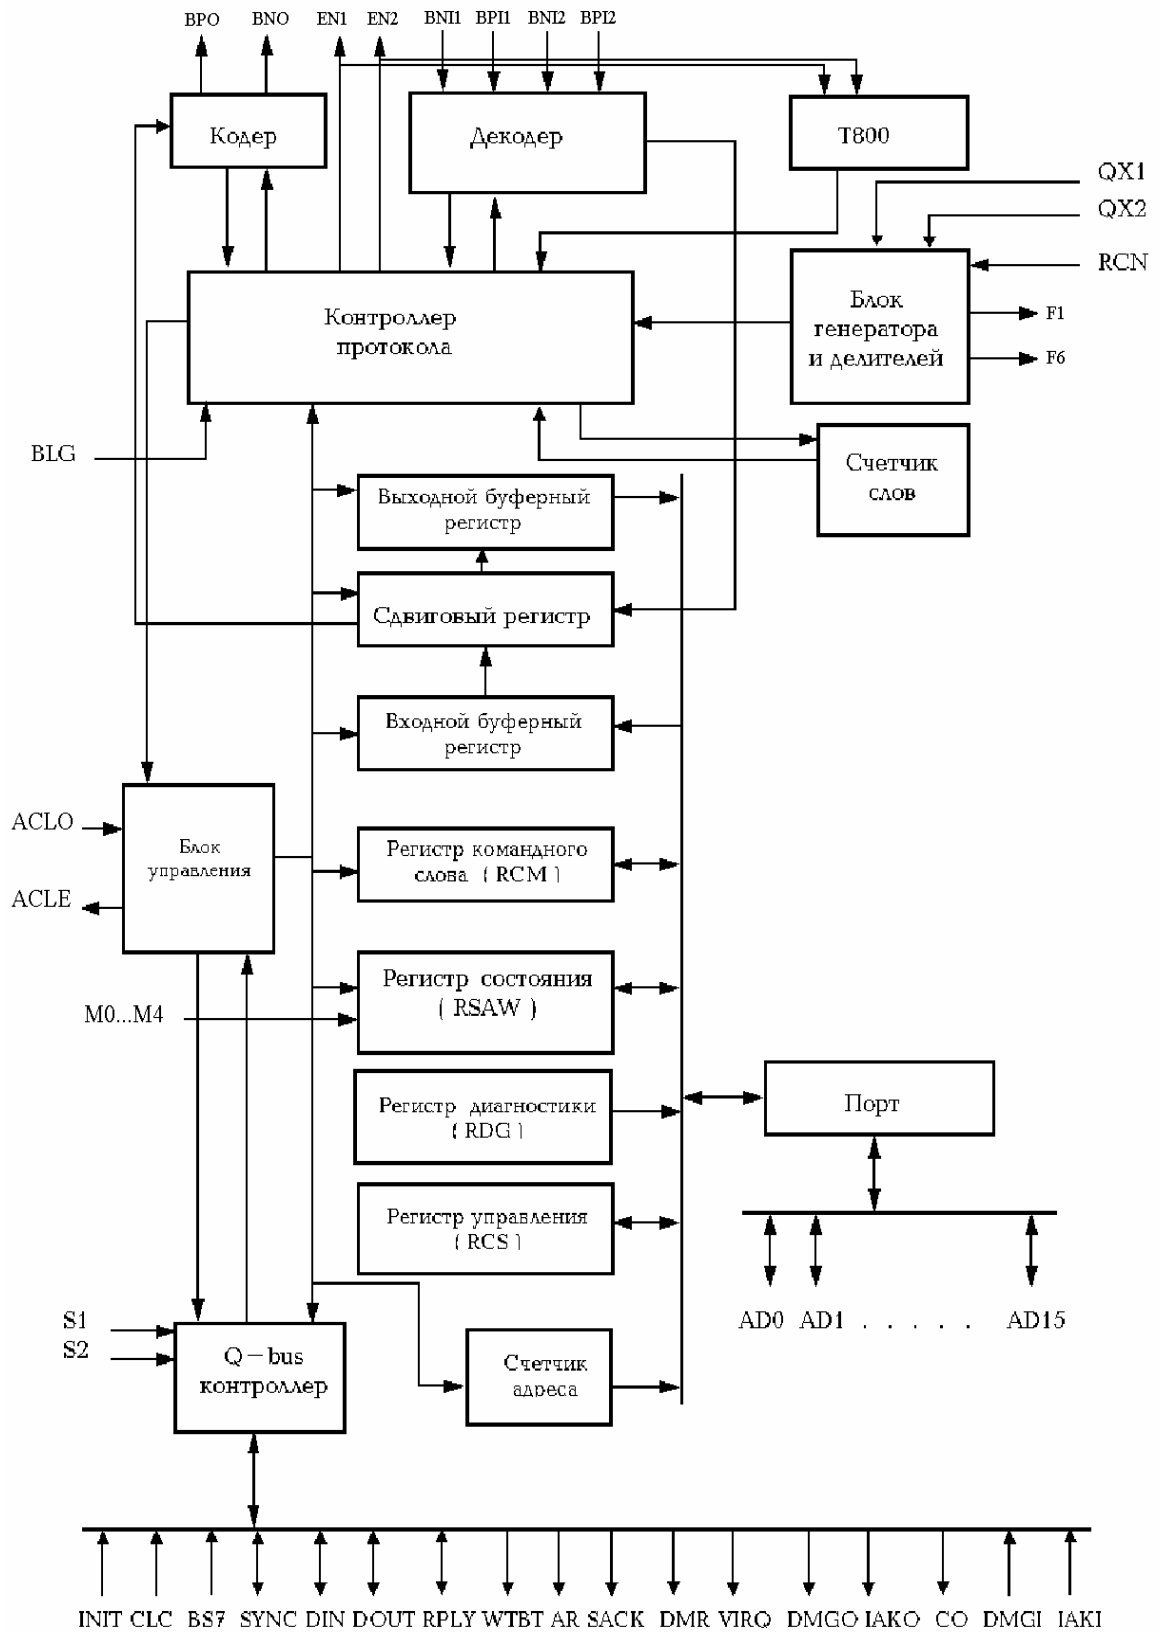 BPO BNO EN1 EN2 BNI1 BPI1 BNI2 BPI2
Кодер
Декодер
T800
QX1
QX2
RCN
Контроллер
протокола
Блок
генератора
и делителей
F1
F6
BLG
Счетчик
слов
Выходной буферный
регистр
Сдвиговый регистр
Входной буферный
регистр
ACLO
Блок
управления
ACLE
Регистр командного
слова ( RCM )
Регистр состояния
( RSAW )
M0...M4
Регистр диагностики
( RDG )
Порт
Регистр управления
( RCS )
AD0 AD1 . . . . . AD15
S1
S2
Q-bus
контроллер
Счетчик
адреса
INIT CLC BS7 SYNC DIN DOUT RPLY WTBT AR SACK DMR VIRQ DMGO IAKO CO DMGI IAKI